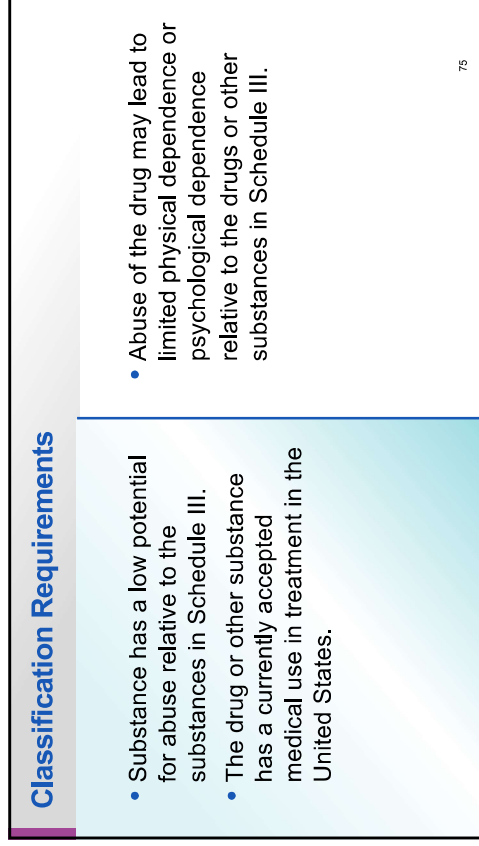 Classification Requirements
• Substance has a low potential
for abuse relative to the
substances in Schedule III.
• The drug or other substance
has a currently accepted
medical use in treatment in the
United States.
• Abuse of the drug may lead to
limited physical dependence or
psychological dependence
relative to the drugs or other
substances in Schedule III.
75